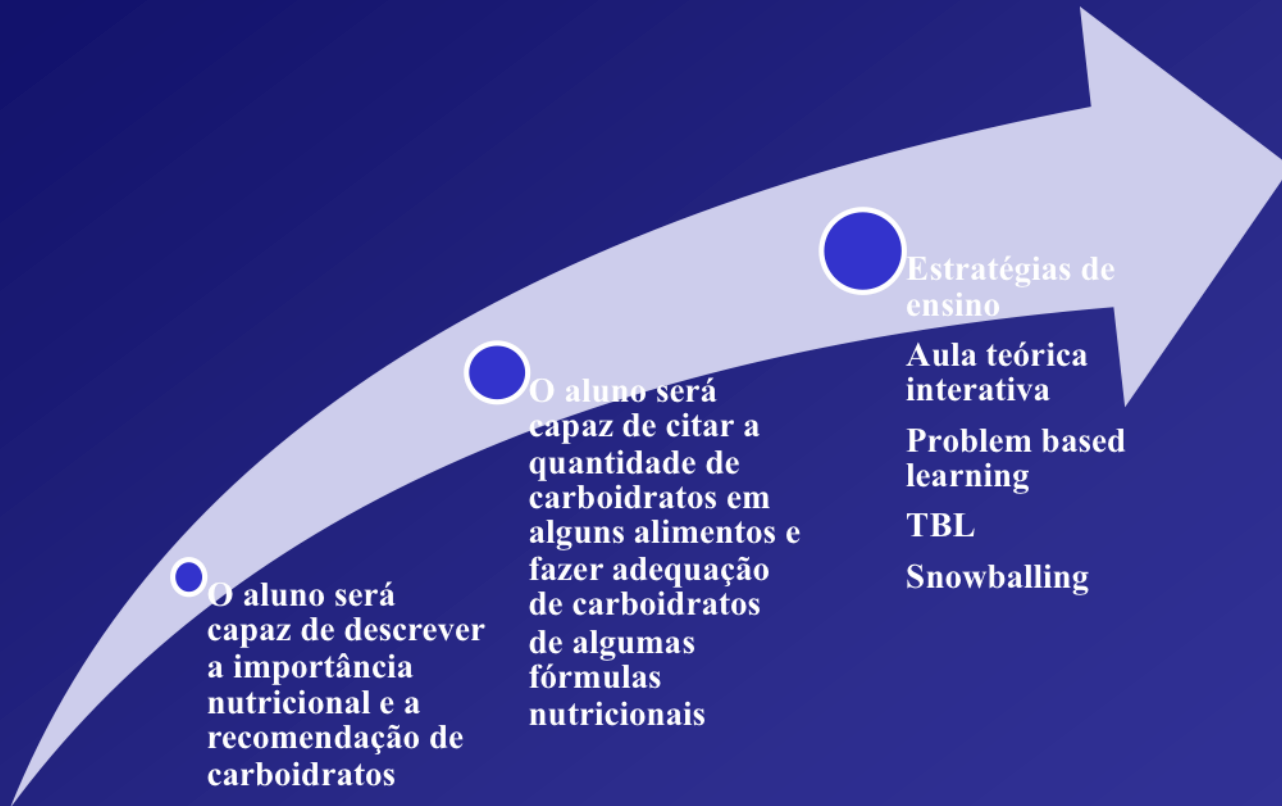 O aluno será
capaz de descrever
a importância
nutricional e a
recomendação de
carboidratos
O aluno será
capaz de citar a
quantidade de
carboidratos em
alguns alimentos e
fazer adequação
de carboidratos
de algumas
fórmulas
nutricionais
Estratégias de
ensino
Aula teórica
interativa
Problem based
learning
TBL
Snowballing